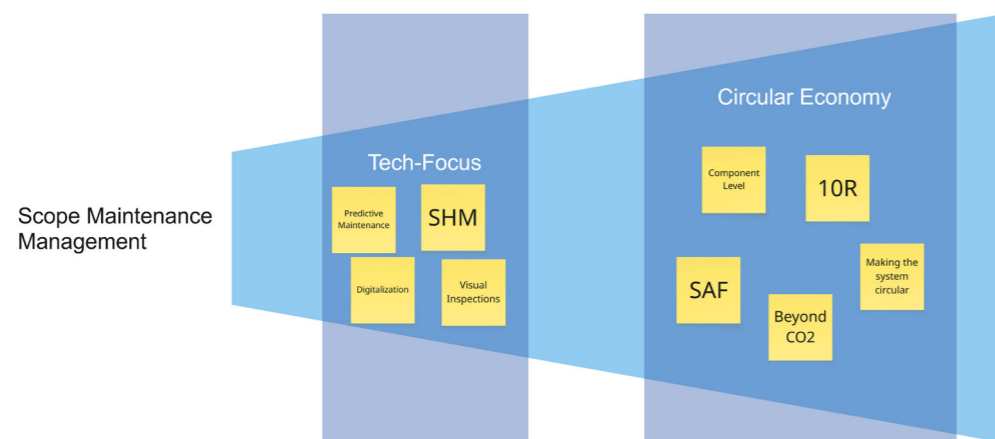 Scope Maintenance
Management
Tech-Focus
Predictive
Maintenance
SHM
Digitalization
Visual
Inspections
Circular Economy
Component
Level
10R
SAF
Beyond
CO2
Making the
system
circular